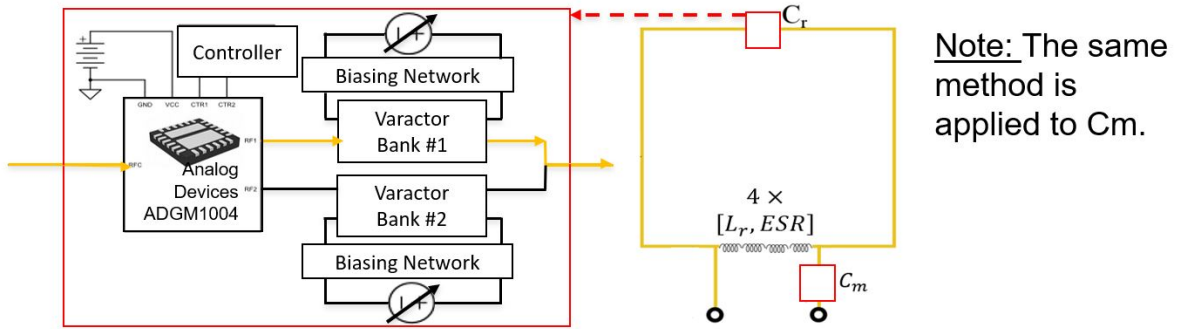 Controller
Biasing Network
GND
VCC
CTR1
CTR2
RFC
RF1
RF2
Analog
Devices
ADGM1004
Varactor
Bank #1
Varactor
Bank #2
Biasing Network
Cr
4 ×
[Lr, ESR]
Cm
Note: The same
method is
applied to Cm.